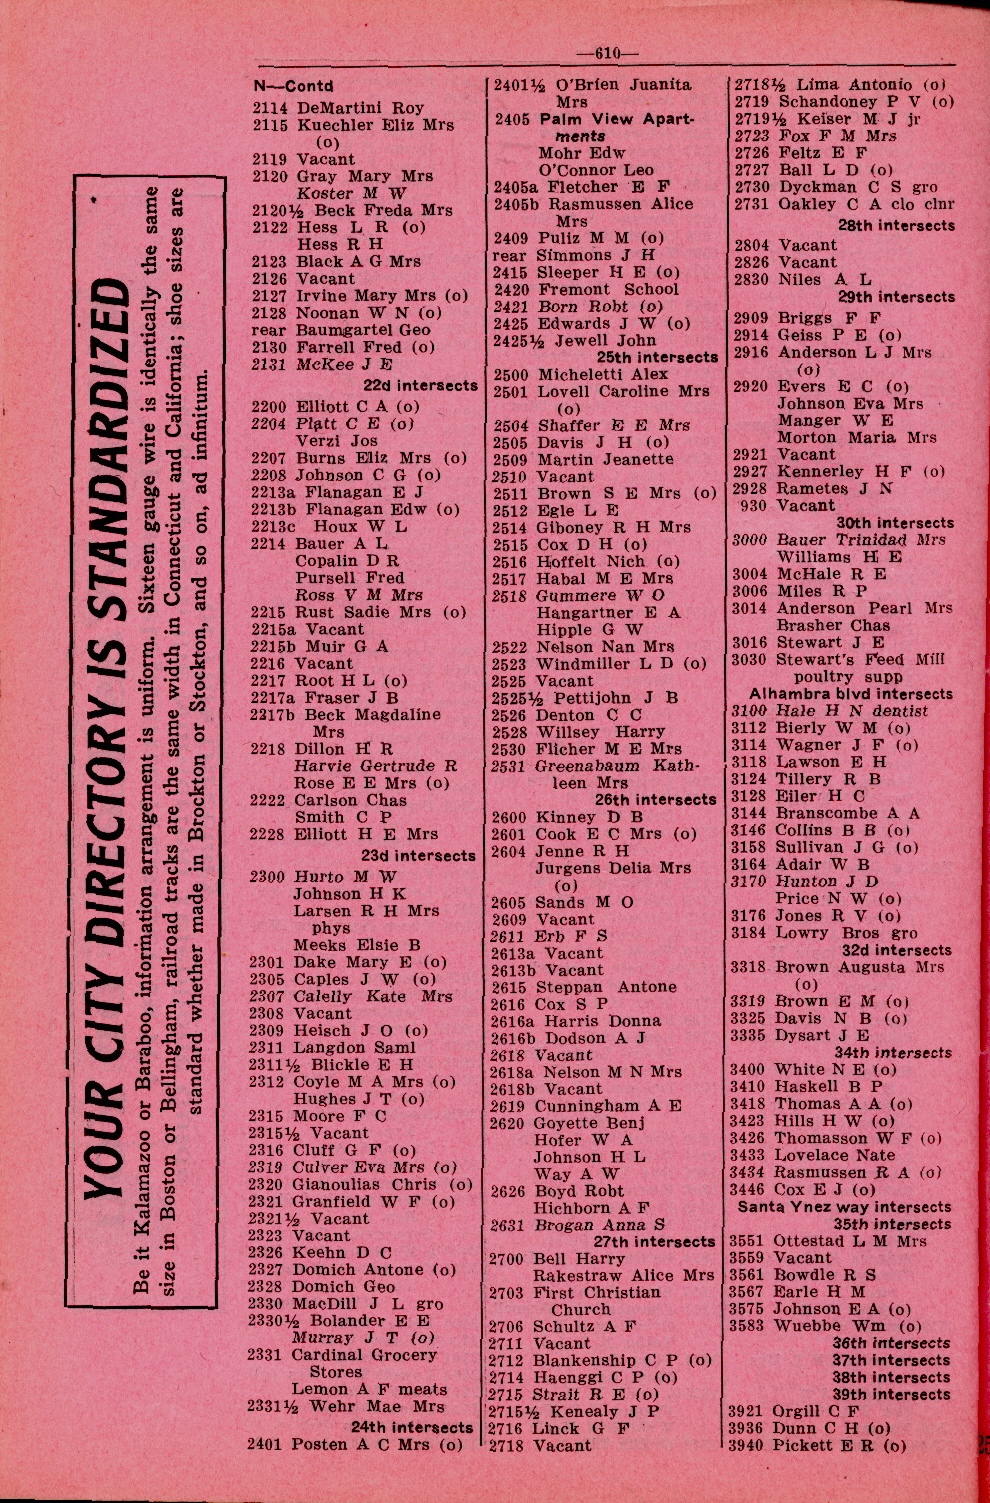 —610—
YOUR CITY DIRECTORY IS STANDARDIZED
Be it Kalamazoo or Baraboo, information arrangement is uniform. Sixteen gauge wire is identically the same
size in Boston or Bellingham, railroad tracks are the same width in Connecticut and California; shoe sizes are
standard whether made in Brockton or Stockton, and so on, ad infinitum.
N—Contd
2114 DeMartini Roy
2115 Kuechler Eliz Mrs
(o)
2119 Vacant
2120 Gray Mary Mrs
Koster M W
2120½ Beck Freda Mrs
2122 Hess L R (o)
Hess R H
2123 Black A G Mrs
2126 Vacant
2127 Irvine Mary Mrs (o)
2128 Noonan W N (o)
rear Baumgartel Geo
2130 Farrell Fred (o)
2131 McKee J E
22d intersects
2200 Elliott C A (o)
2204 Platt C E (o)
Verzi Jos
2207 Burns Eliz Mrs (o)
2208 Johnson C G (o)
2213a Flanagan E J
2213b Flanagan Edw (o)
2213c Houx W L
2214 Bauer A L
Copalin D R
Pursell Fred
Ross V M Mrs
2215 Rust Sadie Mrs (o)
2215a Vacant
2215b Muir G A
2216 Vacant
2217 Root H L (o)
2217a Fraser J B
2217b Beck Magdaline
Mrs
2218 Dillon H R
Harvie Gertrude R
Rose E E Mrs (o)
2222 Carlson Chas
Smith C P
2228 Elliott H E Mrs
23d intersects
2300 Hurto M W
Johnson H K
Larsen R H Mrs
phys
Meeks Elsie B
2301 Dake Mary E (o)
2305 Caples J W (o)
2307 Calelly Kate Mrs
2308 Vacant
2309 Heisch J O (o)
2311 Langdon Saml
2311½ Blickle E H
2312 Coyle M A Mrs (o)
Hughes J T (o)
2315 Moore F C
2315½ Vacant
2316 Cluff G F (o)
2319 Culver Eva Mrs (o)
2320 Gianoulias Chris (o)
2321 Granfield W F (o)
2321½ Vacant
2323 Vacant
2326 Keehn D C
2327 Domich Antone (o)
2328 Domich Geo
2330 MacDill J L gro
2330½ Bolander E E
Murray J T (o)
2331 Cardinal Grocery
Stores
Lemon A F meats
2331½ Wehr Mae Mrs
24th intersects
2401 Posten A C Mrs (o)
2401½ O'Brien Juanita
Mrs
2405 Palm View Apart-
ments
Mohr Edw
O'Connor Leo
2405a Fletcher E F
2405b Rasmussen Alice
Mrs
2409 Puliz M M (o)
rear Simmons J H
2415 Sleeper H E (o)
2420 Fremont School
2421 Born Robt (o)
2425 Edwards J W (o)
2425½ Jewell John
25th intersects
2500 Micheletti Alex
2501 Lovell Caroline Mrs
(o)
2504 Shaffer E E Mrs
2505 Davis J H (o)
2509 Martin Jeanette
2510 Vacant
2511 Brown S E Mrs (o)
2512 Egle L E
2514 Giboney R H Mrs
2515 Cox D H (o)
2516 Hoffelt Nich (o)
2517 Habal M E Mrs
2518 Gummere W O
Hangartner E A
Hipple G W
2522 Nelson Nan Mrs
2523 Windmiller L D (o)
2525 Vacant
2525½ Pettijohn J B
2526 Denton C C
2528 Willsey Harry
2530 Flicher M E Mrs
2531 Greenabaum Kath-
leen Mrs
26th intersects
2600 Kinney D B
2601 Cook E C Mrs (o)
2604 Jenne R H
Jurgens Delia Mrs
(o)
2605 Sands M O
2609 Vacant
2611 Erb F S
2613a Vacant
2613b Vacant
2615 Steppan Antone
2616 Cox S P
2616a Harris Donna
2616b Dodson A J
2618 Vacant
2618a Nelson M N Mrs
2618b Vacant
2619 Cunningham A E
2620 Goyette Benj
Hofer W A
Johnson H L
Way A W
2626 Boyd Robt
Hichborn A F
2631 Brogan Anna S
27th intersects
2700 Bell Harry
Rakestraw Alice Mrs
2703 First Christian
Church
2706 Schultz A F
2711 Vacant
2712 Blankenship C P (o)
2714 Haenggi C P (o)
2715 Strait R E (o)
2715½ Kenealy J P
2716 Linck G F
2718 Vacant
2718½ Lima Antonio (o)
2719 Schandoney P V (o)
2719½ Keiser M J jr
2723 Fox F M Mrs
2726 Feltz E F
2727 Ball L D (o)
2730 Dyckman C S gro
2731 Oakley C A clo clnr
28th intersects
2804 Vacant
2826 Vacant
2830 Niles A L
29th intersects
2909 Briggs F F
2914 Geiss P E (o)
2916 Anderson L J Mrs
(o)
2920 Evers E C (o)
Johnson Eva Mrs
Manger W E
Morton Maria Mrs
2921 Vacant
2927 Kennerley H F (o)
2928 Rametes J N
930 Vacant
30th intersects
3000 Bauer Trinidad Mrs
Williams H E
3004 McHale R E
3006 Miles R P
3014 Anderson Pearl Mrs
Brasher Chas
3016 Stewart J E
3030 Stewart's Feed Mill
poultry supp
Alhambra blvd intersects
3100 Hale H N dentist
3112 Bierly W M (o)
3114 Wagner J F (o)
3118 Lawson E H
3124 Tillery R B
3128 Eiler H C
3144 Branscombe A A
3146 Collins B B (o)
3158 Sullivan J G (o)
3164 Adair W B
3170 Hunton J D
Price N W (o)
3176 Jones R V (o)
3184 Lowry Bros gro
32d intersects
3318 Brown Augusta Mrs
(o)
3319 Brown E M (o)
3325 Davis N B (o)
3335 Dysart J E
34th intersects
3400 White N E (o)
3410 Haskell B P
3418 Thomas A A (o)
3423 Hills H W (o)
3426 Thomasson W F (o)
3433 Lovelace Nate
3434 Rasmussen R A (o)
3446 Cox E J (o)
Santa Ynez way intersects
35th intersects
3551 Ottestad L M Mrs
3559 Vacant
3561 Bowdle R S
3567 Earle H M
3575 Johnson E A (o)
3583 Wuebbe Wm (o)
36th intersects
37th intersects
38th intersects
39th intersects
3921 Orgill C F
3936 Dunn C H (o)
3940 Pickett E R (o)